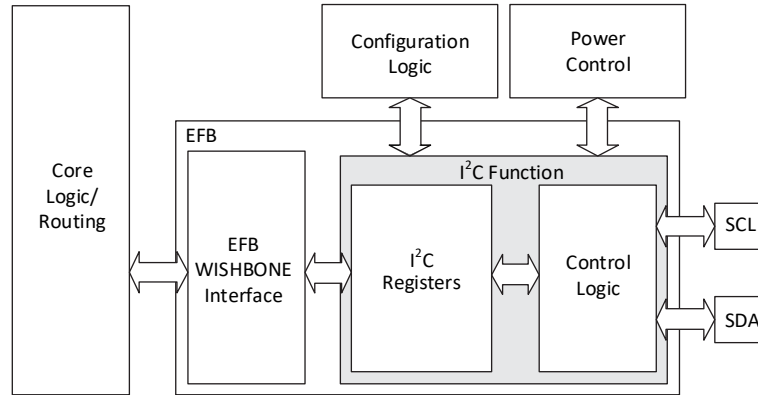 Configuration
Logic
Power
Control
EFB
Core
Logic/
Routing
EFB
WISHBONE
Interface
I²C Function
I²C
Registers
Control
Logic
SCL
SDA